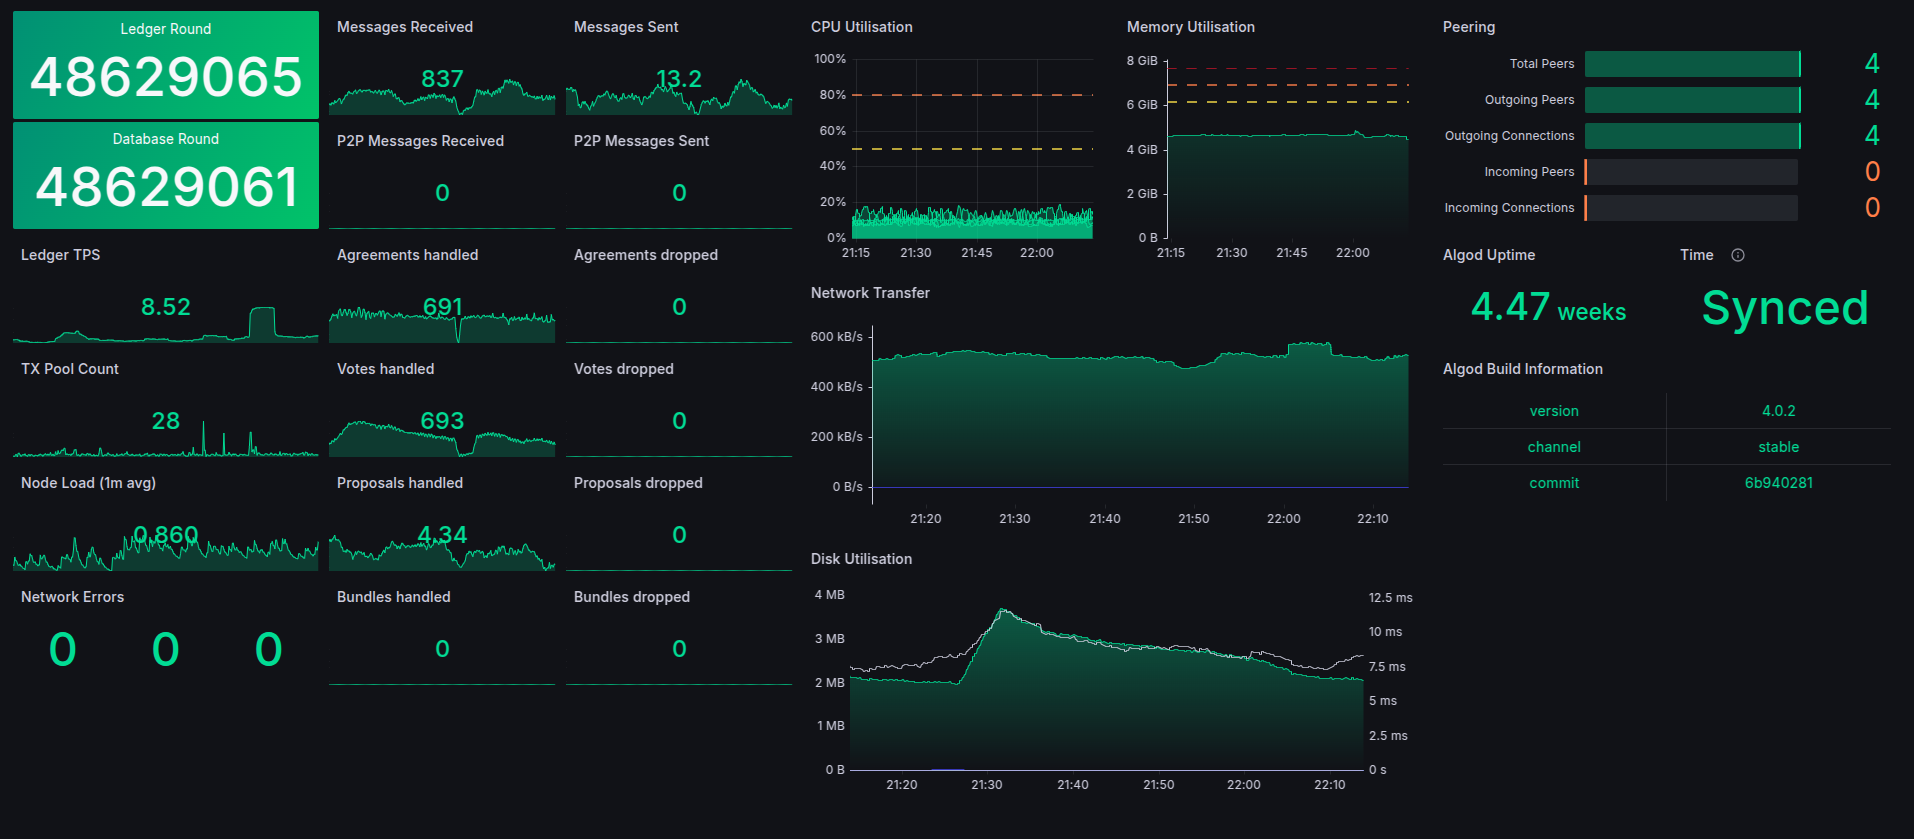 Ledger Round
48629065
Database Round
48629061
Ledger TPS
8.52
TX Pool Count
28
Node Load (1m avg)
0.860
Network Errors
0 0 0
Messages Received
837
P2P Messages Received
0
Agreements handled
691
Votes handled
693
Proposals handled
4.34
Bundles handled
0
Messages Sent
13.2
P2P Messages Sent
0
Agreements dropped
0
Votes dropped
0
Proposals dropped
0
Bundles dropped
0
CPU Utilisation
100%
80%
60%
40%
20%
0%
21:15 21:30 21:45 22:00
Memory Utilisation
8 GiB
6 GiB
4 GiB
2 GiB
0 B
21:15 21:30 21:45 22:00
Network Transfer
600 kB/s
400 kB/s
200 kB/s
0 B/s
21:20 21:30 21:40 21:50 22:00 22:10
Disk Utilisation
4 MB
3 MB
2 MB
1 MB
0 B
12.5 ms
10 ms
7.5 ms
5 ms
2.5 ms
0 s
21:20 21:30 21:40 21:50 22:00 22:10
Peering
Total Peers 4
Outgoing Peers 4
Outgoing Connections 4
Incoming Peers 0
Incoming Connections 0
Algod Uptime
4.47 weeks
Time
Synced
Algod Build Information
version 4.0.2
channel stable
commit 6b940281